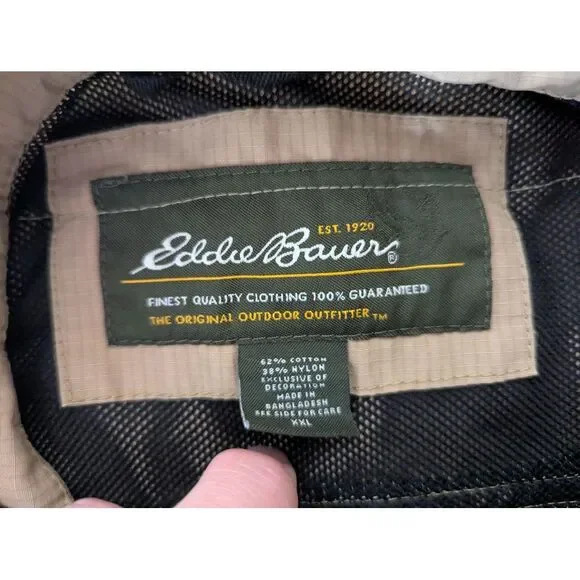 EST. 1920
Eddie Bauer®
FINEST QUALITY CLOTHING 100% GUARANTEED
THE ORIGINAL OUTDOOR OUTFITTER™
62% COTTON
38% NYLON
EXCLUSIVE OF
DECORATION
MADE IN
BANGLADESH
SEE SIDE FOR CARE
XXL